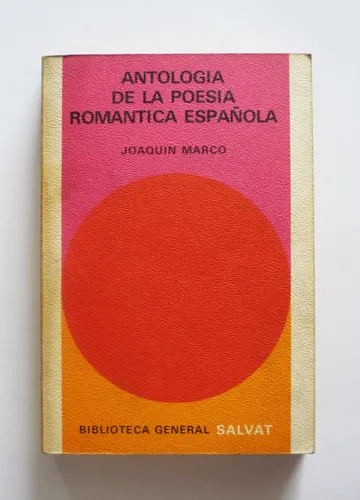 ANTOLOGIA
DE LA POESIA
ROMANTICA ESPAÑOLA
JOAQUIN MARCO
BIBLIOTECA GENERAL SALVAT